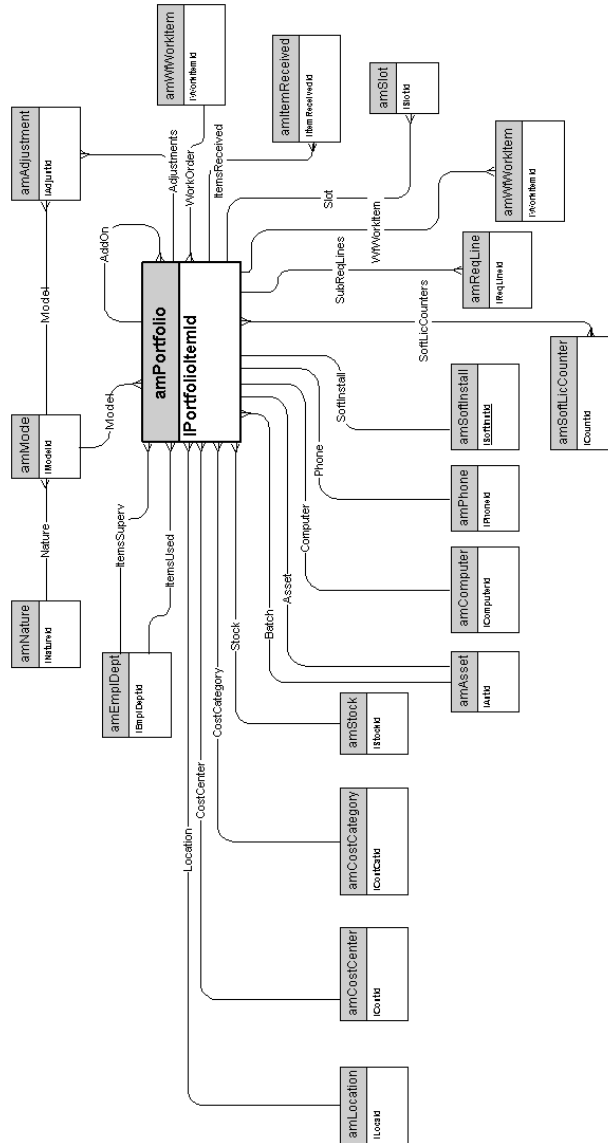 amWfWorkItem
lWorkItemId
amItemReceived
lItemReceivedId
amSlot
lSlotId
amWfWorkItem
lWorkItemId
amReqLine
lReqLineId
amAdjustment
lAdjustId
Adjustments
WorkOrder
ItemsReceived
Slot
WfWorkItem
SubReqLines
SoftLicCounters
AddOn
Model
amPortfolio
lPortfolioItemId
amModel
lModelId
Model
SoftInstall
Phone
Computer
Asset
Batch
amSoftLicCounter
lCountId
amSoftInstall
lSoftInstId
amPhone
lPhoneId
amComputer
lComputerId
amAsset
lAstId
Nature
ItemsSuperv
ItemsUsed
Stock
CostCategory
CostCenter
Location
amNature
lNatureId
amEmplDept
lEmplDeptId
amStock
lStockId
amCostCategory
lCostCatId
amCostCenter
lCostId
amLocation
lLocaId